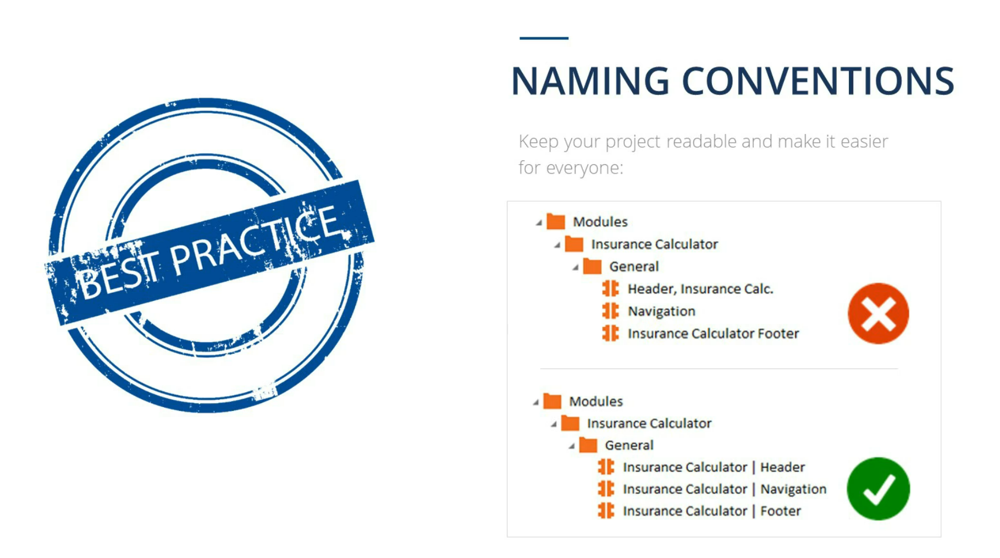 BEST PRACTICE
NAMING CONVENTIONS
Keep your project readable and make it easier
for everyone:
Modules
Insurance Calculator
General
Header, Insurance Calc.
Navigation
Insurance Calculator Footer
Modules
Insurance Calculator
General
Insurance Calculator | Header
Insurance Calculator | Navigation
Insurance Calculator | Footer